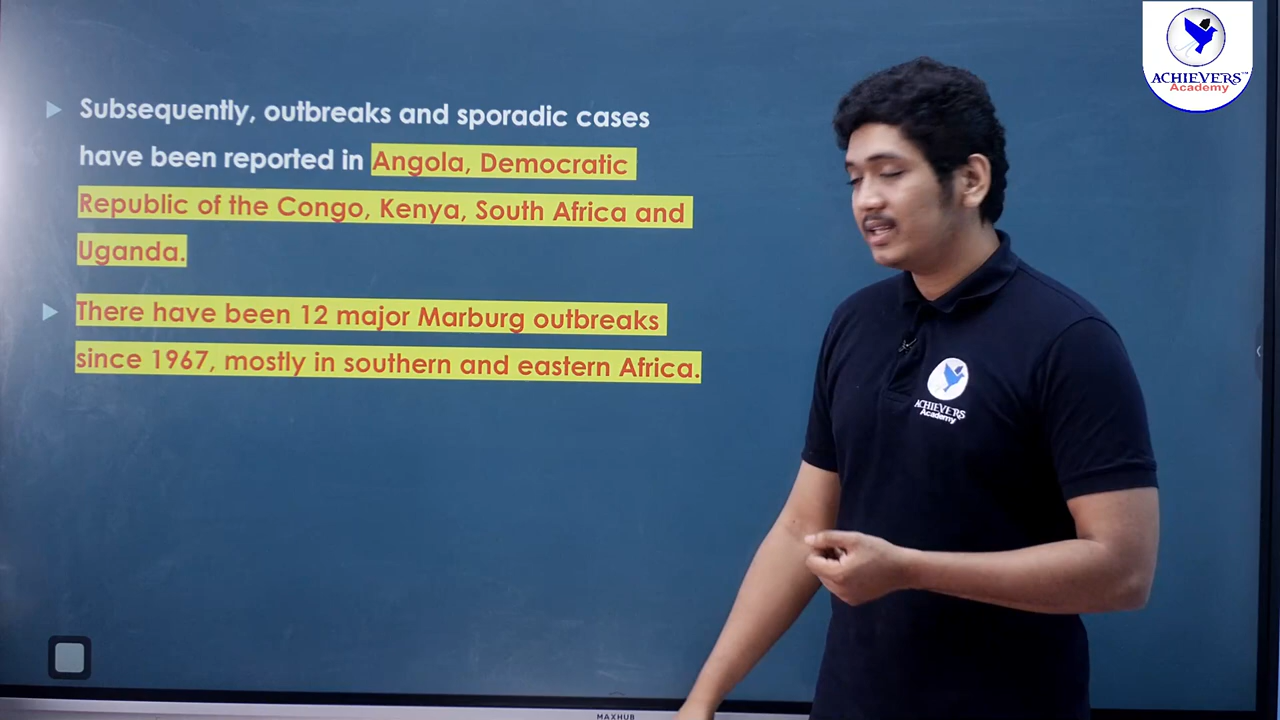 Subsequently, outbreaks and sporadic cases
have been reported in Angola, Democratic
Republic of the Congo, Kenya, South Africa and
Uganda.
There have been 12 major Marburg outbreaks
since 1967, mostly in southern and eastern Africa.
ACHIEVERS™
Academy
ACHIEVERS
Academy
MAXHUB